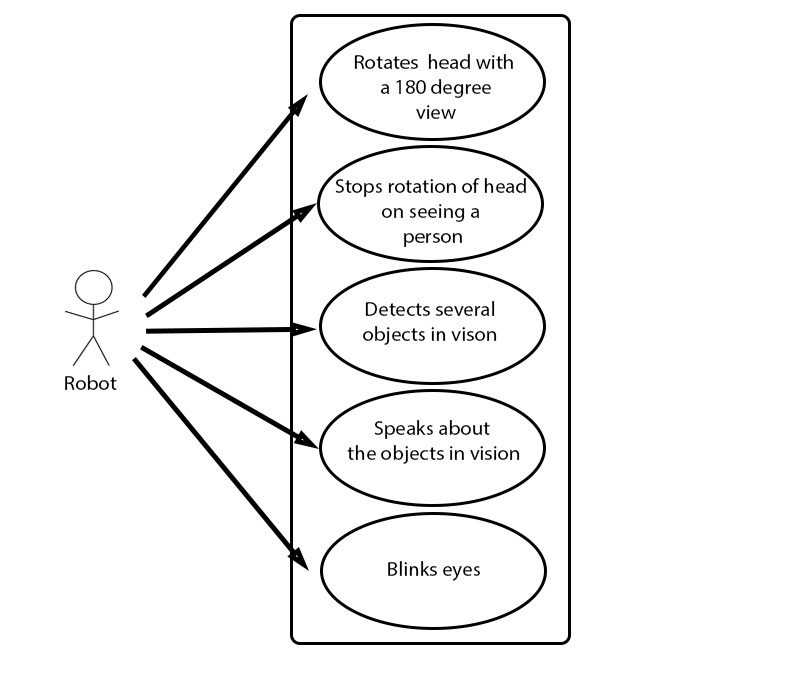 Rotates head with
a 180 degree
view
Stops rotation of head
on seeing a
person
Detects several
objects in vison
Speaks about
the objects in vision
Blinks eyes
Robot